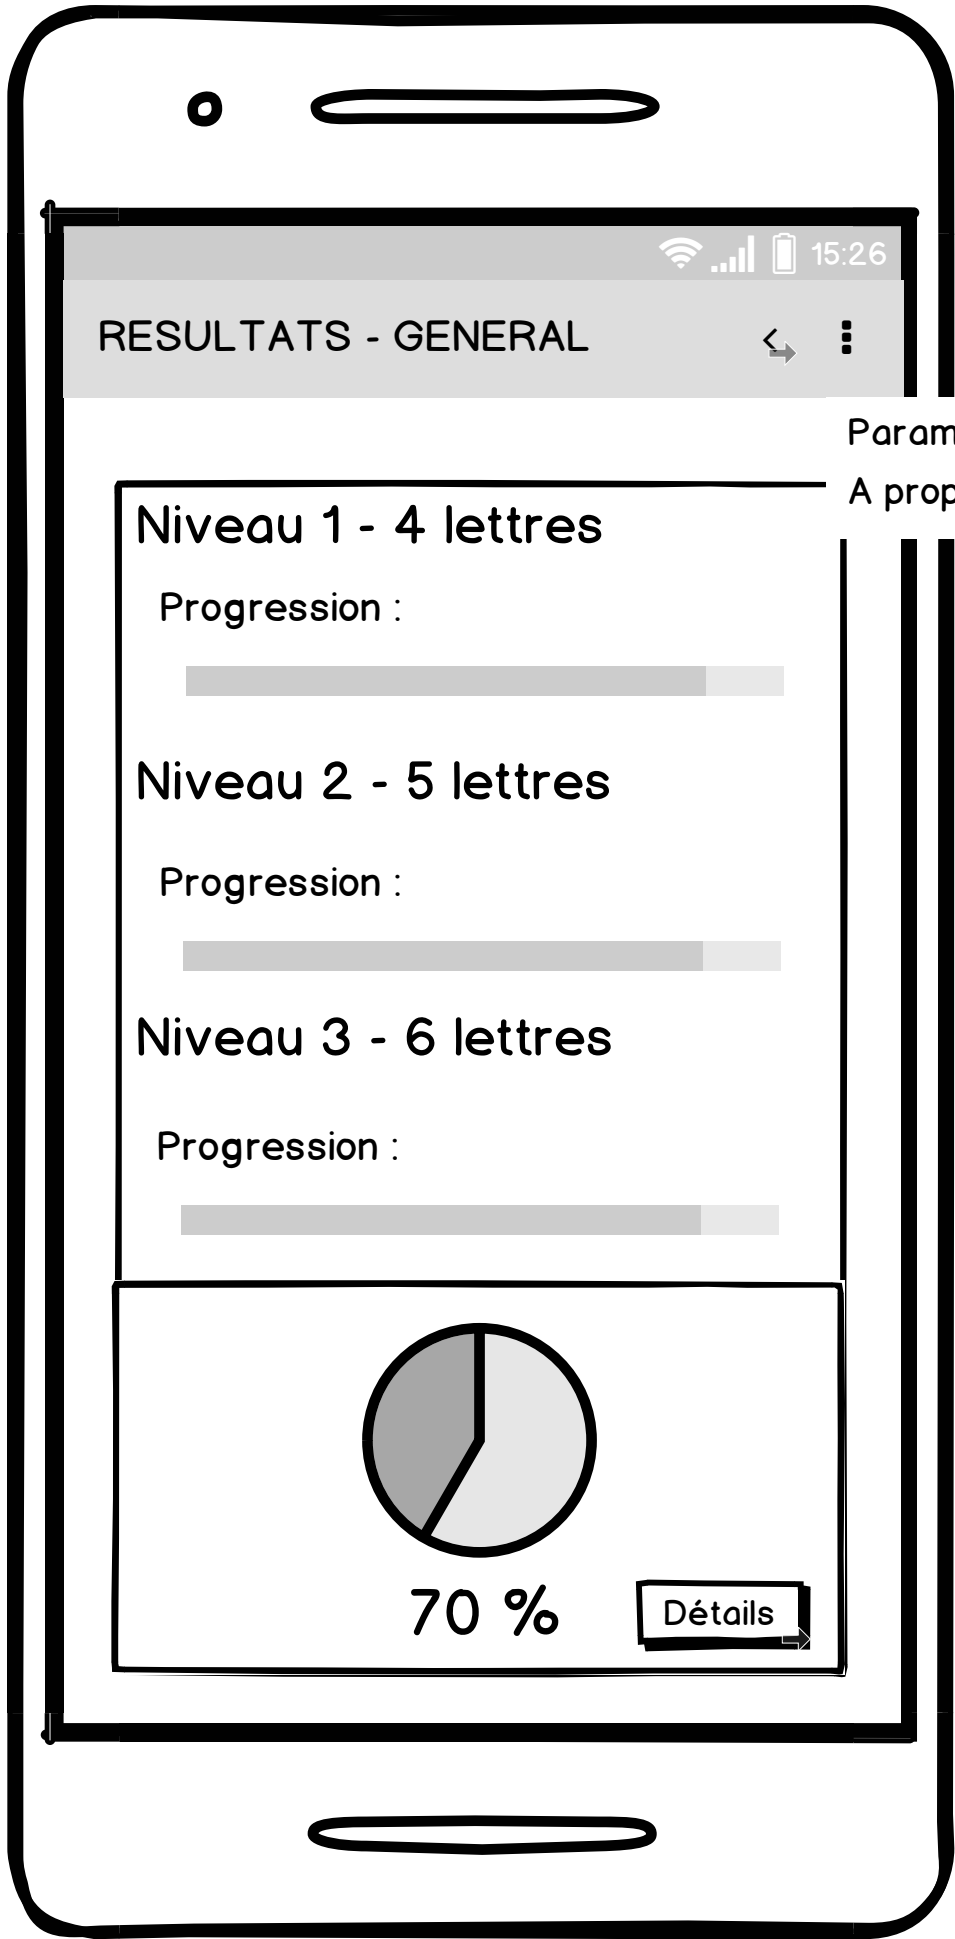 15:26
RESULTATS - GENERAL
Param
A prop
Niveau 1 - 4 lettres
Progression :
Niveau 2 - 5 lettres
Progression :
Niveau 3 - 6 lettres
Progression :
70 %
Détails